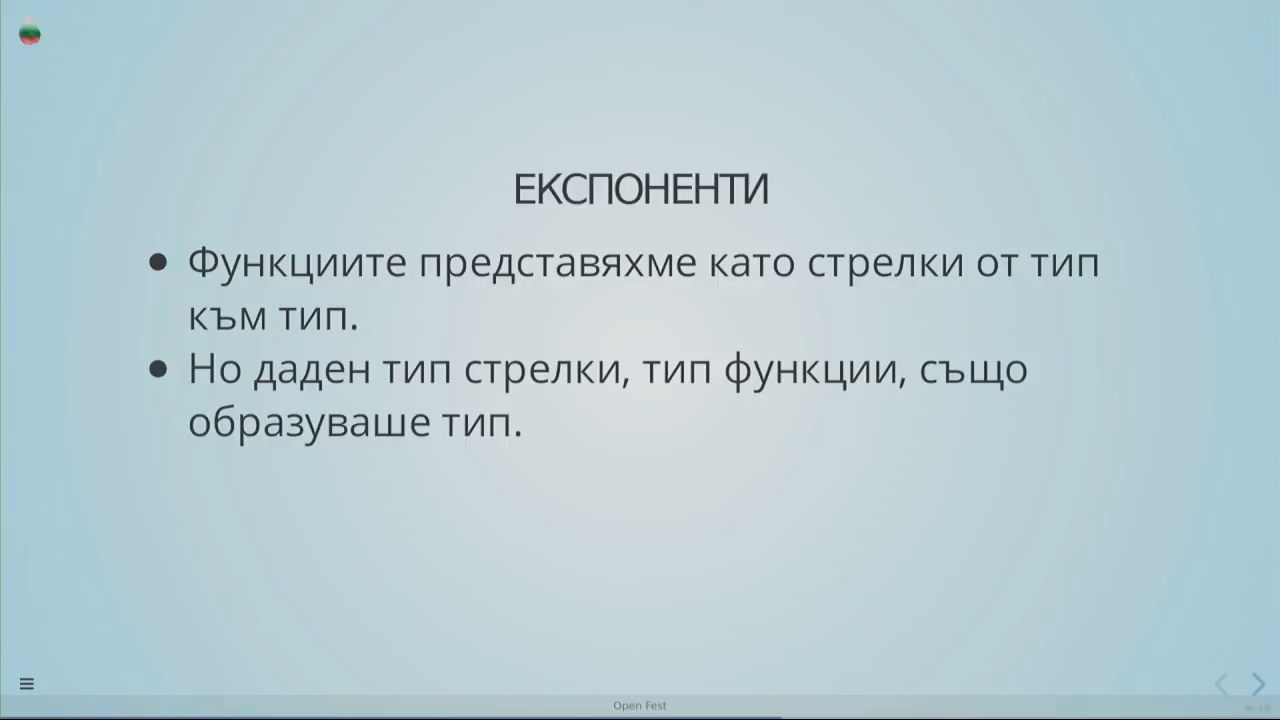 ЕКСПОНЕНТИ
● Функциите представяхме като стрелки от тип
към тип.
● Но даден тип стрелки, тип функции, също
образуваше тип.
Open Fest